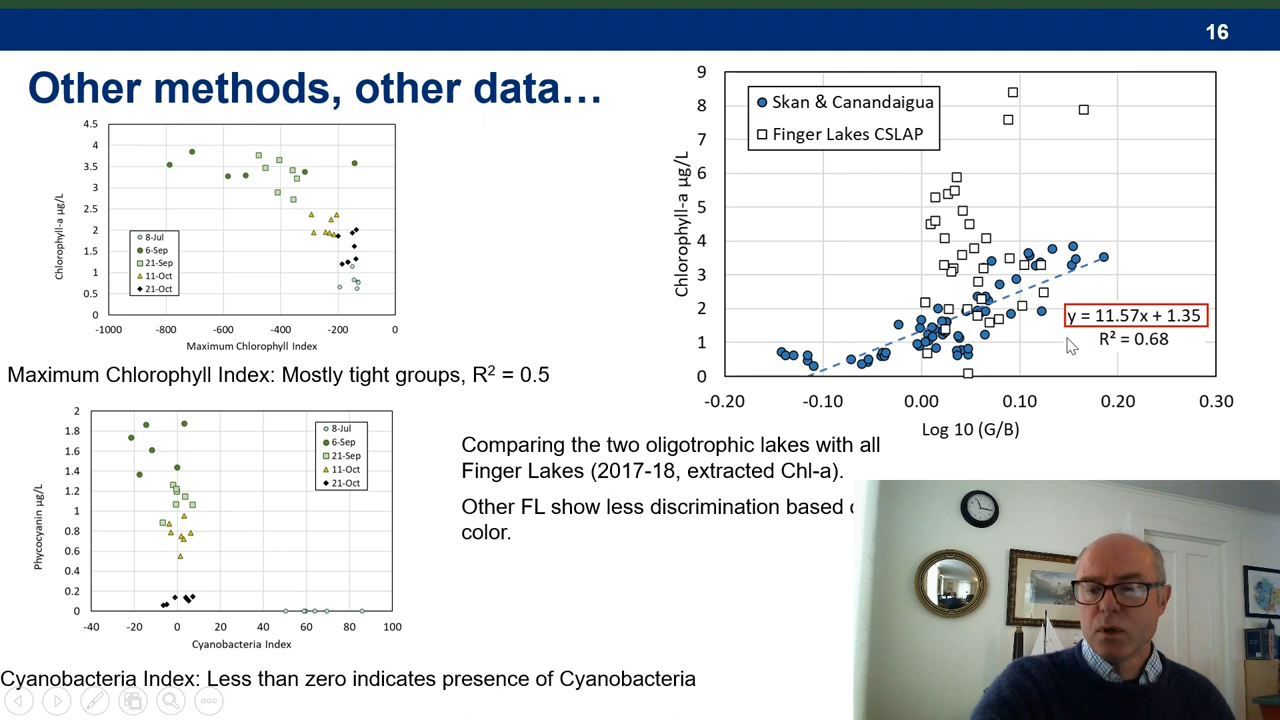 16
Other methods, other data…
4.5
4
3.5
3
2.5
2
1.5
1
0.5
0
Chlorophyll-a µg/L
8-Jul
6-Sep
21-Sep
11-Oct
21-Oct
-1000 -800 -600 -400 -200 0
Maximum Chlorophyll Index
Maximum Chlorophyll Index: Mostly tight groups, R² = 0.5
2
1.8
1.6
1.4
1.2
1
0.8
0.6
0.4
0.2
0
Phycocyanin µg/L
8-Jul
6-Sep
21-Sep
11-Oct
21-Oct
-40 -20 0 20 40 60 80 100
Cyanobacteria Index
Cyanobacteria Index: Less than zero indicates presence of Cyanobacteria
9
8
7
6
5
4
3
2
1
0
Chlorophyll-a µg/L
Skan & Canandaigua
Finger Lakes CSLAP
y = 11.57x + 1.35
R² = 0.68
-0.20 -0.10 0.00 0.10 0.20 0.30
Log 10 (G/B)
Comparing the two oligotrophic lakes with all
Finger Lakes (2017-18, extracted Chl-a).
Other FL show less discrimination based
color.